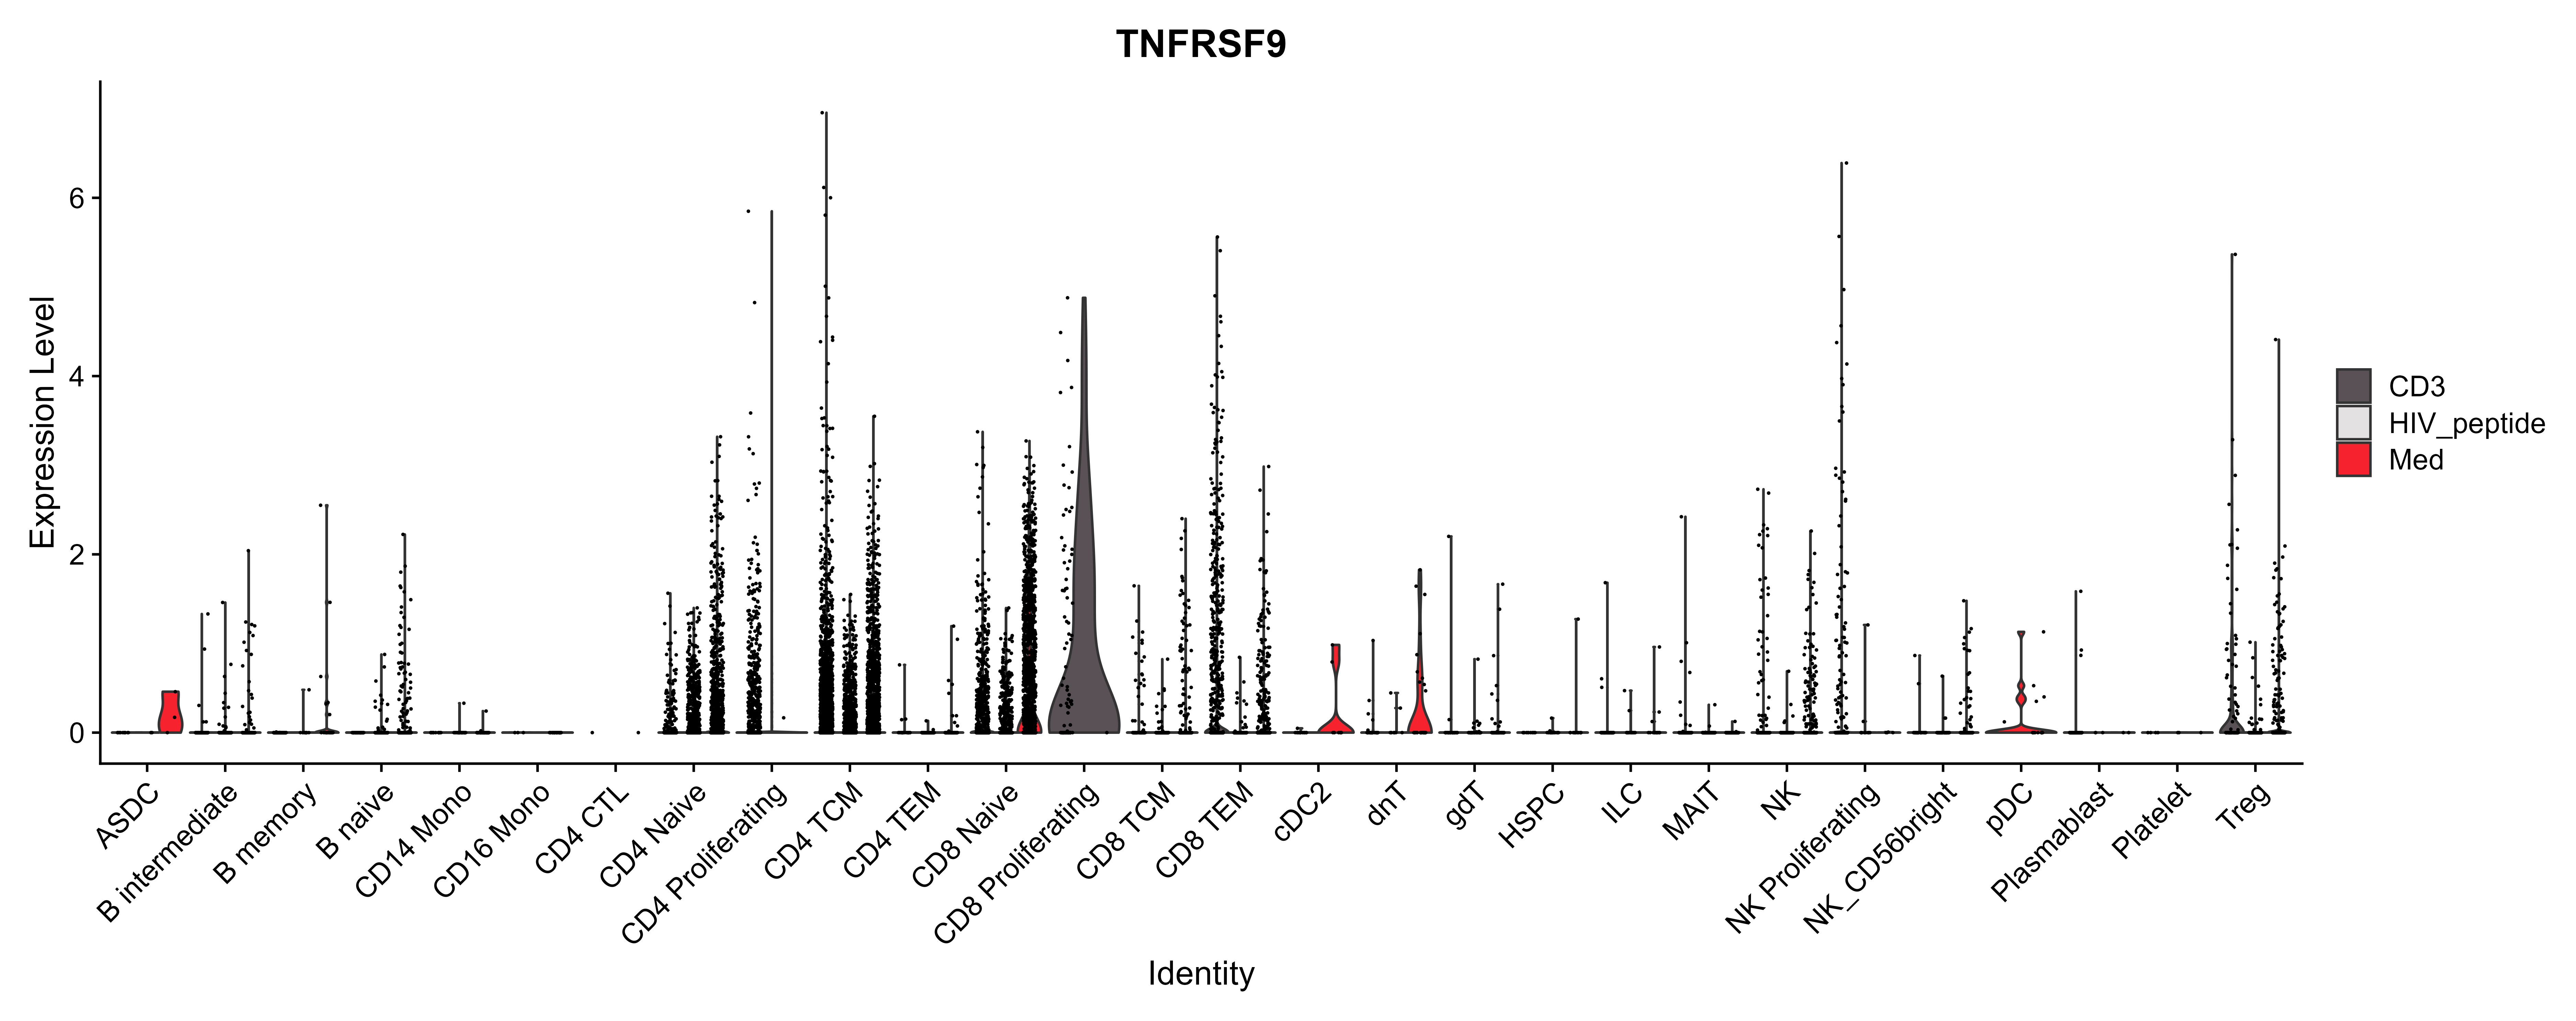 TNFRSF9
Expression Level
6
4
2
0
CD3
HIV_peptide
Med
ASDC
B intermediate
B memory
B naive
CD14 Mono
CD16 Mono
CD4 CTL
CD4 Naive
CD4 Proliferating
CD4 TCM
CD4 TEM
CD8 Naive
CD8 Proliferating
CD8 TCM
CD8 TEM
cDC2
dnT
gdT
HSPC
ILC
MAIT
NK
NK Proliferating
NK_CD56bright
pDC
Plasmablast
Platelet
Treg
Identity